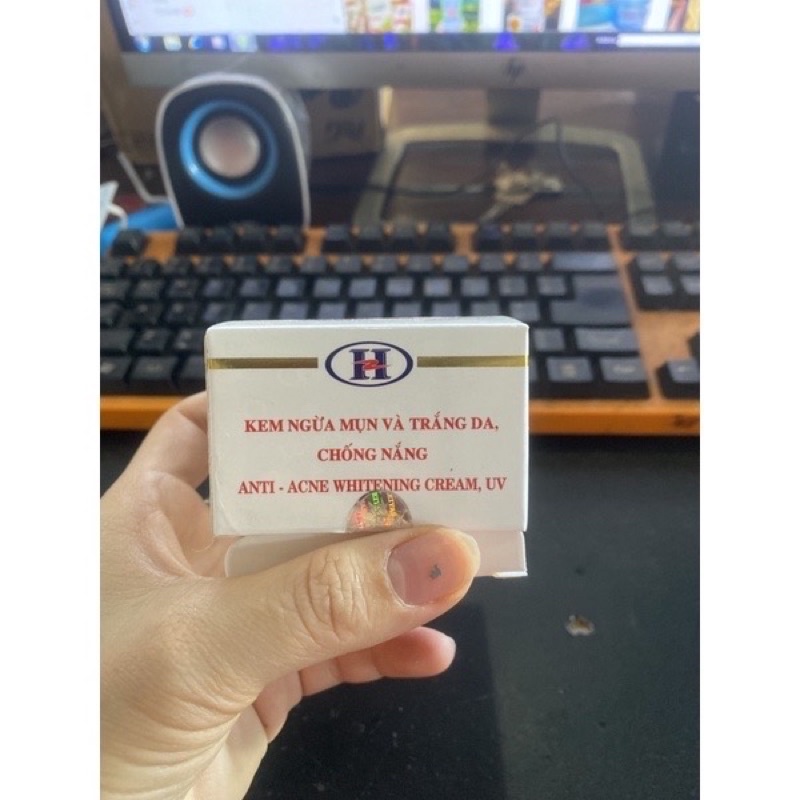 H
KEM NGỪA MỤN VÀ TRẮNG DA,
CHỐNG NẮNG
ANTI - ACNE WHITENING CREAM, UV